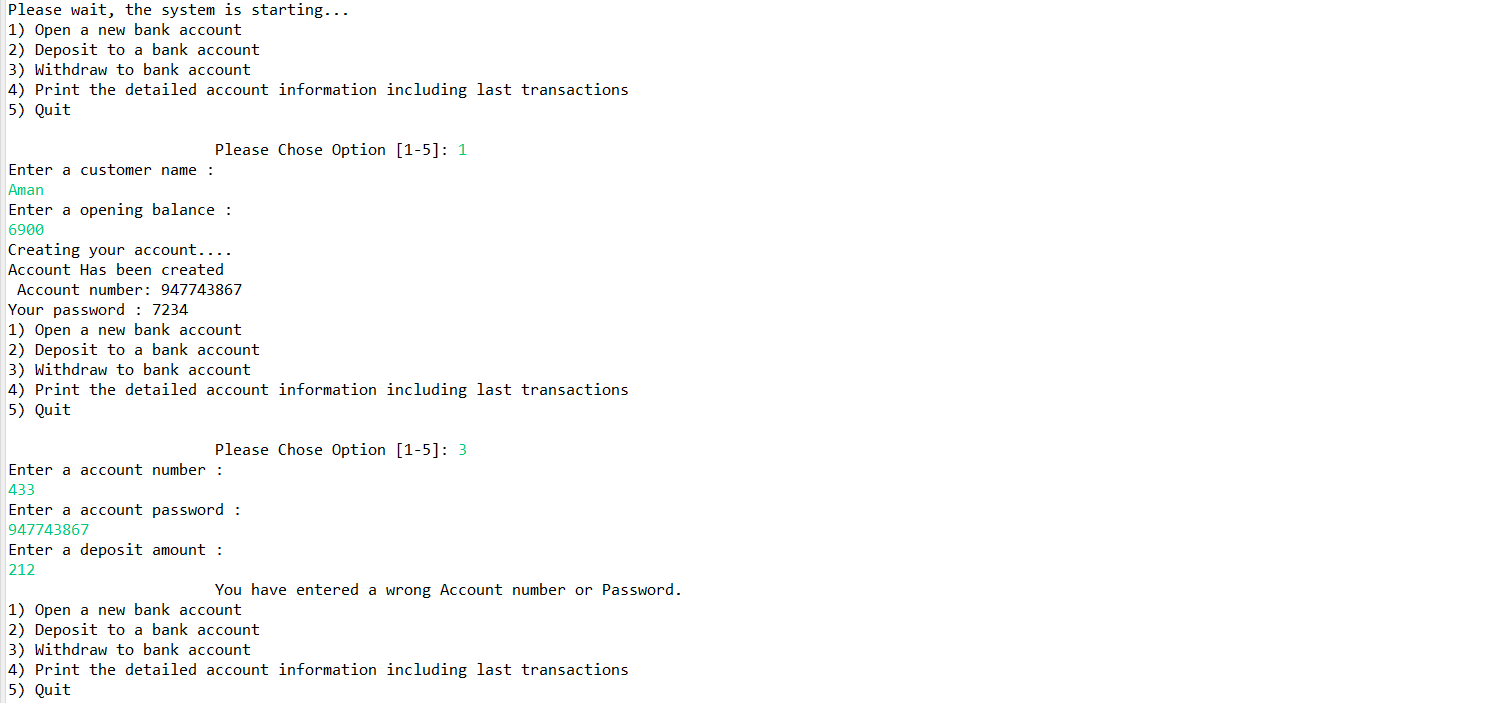 Please wait, the system is starting...
1) Open a new bank account
2) Deposit to a bank account
3) Withdraw to bank account
4) Print the detailed account information including last transactions
5) Quit
Please Chose Option [1-5]: 1
Enter a customer name :
Aman
Enter a opening balance :
6900
Creating your account....
Account Has been created
Account number: 947743867
Your password : 7234
1) Open a new bank account
2) Deposit to a bank account
3) Withdraw to bank account
4) Print the detailed account information including last transactions
5) Quit
Please Chose Option [1-5]: 3
Enter a account number :
433
Enter a account password :
947743867
Enter a deposit amount :
212
You have entered a wrong Account number or Password.
1) Open a new bank account
2) Deposit to a bank account
3) Withdraw to bank account
4) Print the detailed account information including last transactions
5) Quit